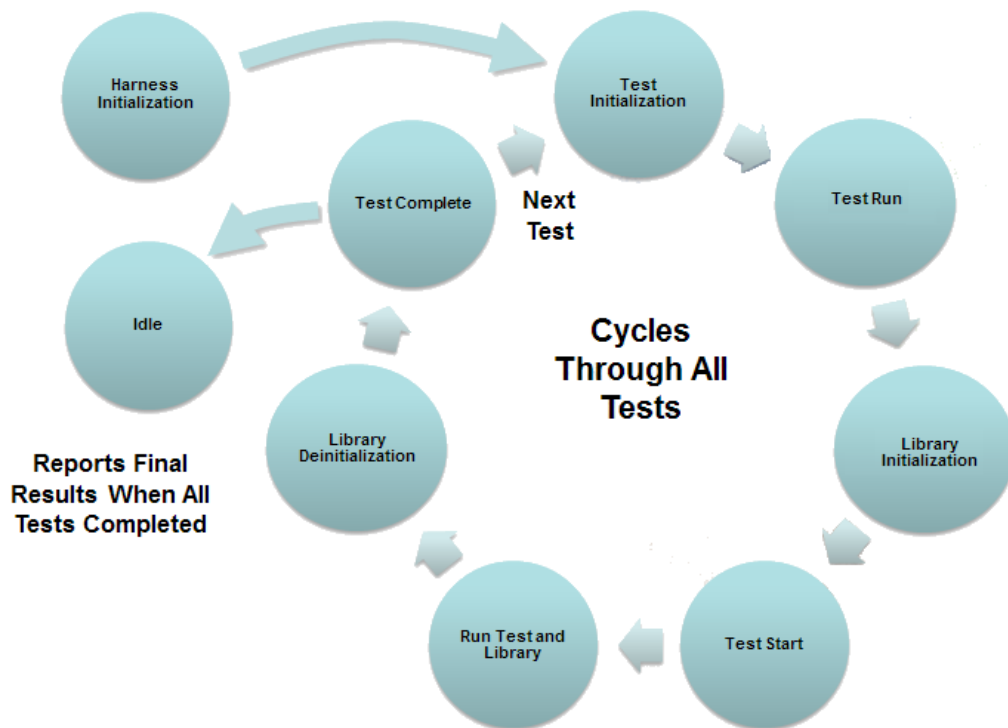 Harness
Initialization
Test
Initialization
Test Complete
Next
Test
Test Run
Idle
Cycles
Through All
Tests
Library
Deinitialization
Library
Initialization
Reports Final
Results When All
Tests Completed
Run Test and
Library
Test Start